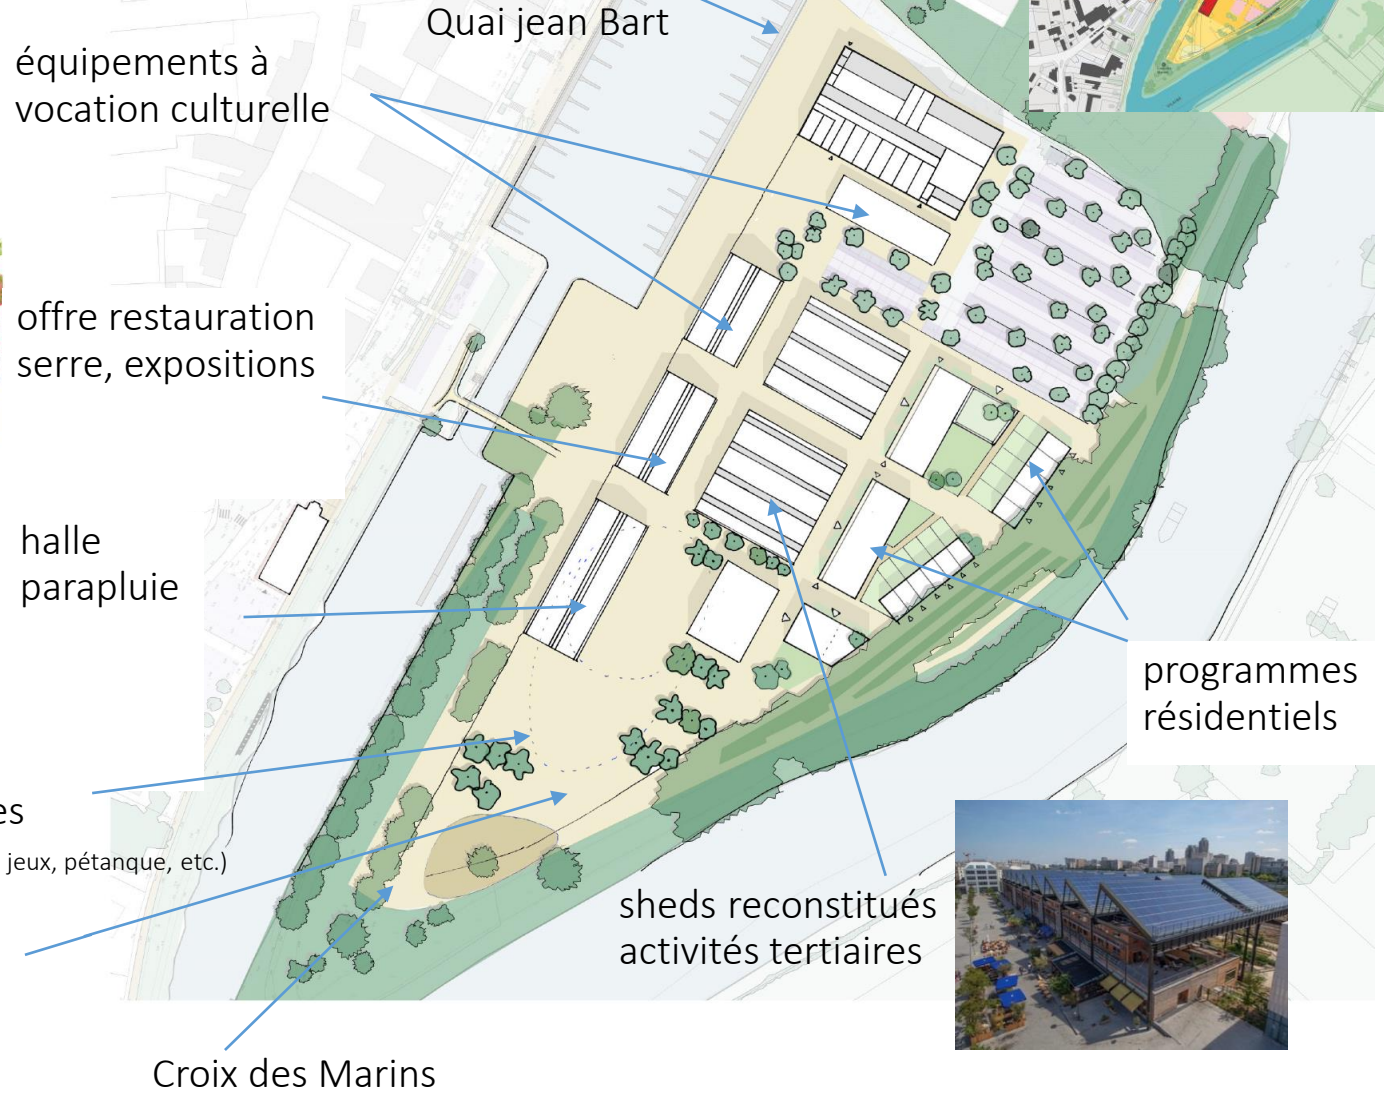 Quai jean Bart
équipements à
vocation culturelle
offre restauration
serre, expositions
halle
parapluie
programmes
résidentiels
es
jeux, pétanque, etc.)
sheds reconstitués
activités tertiaires
Croix des Marins